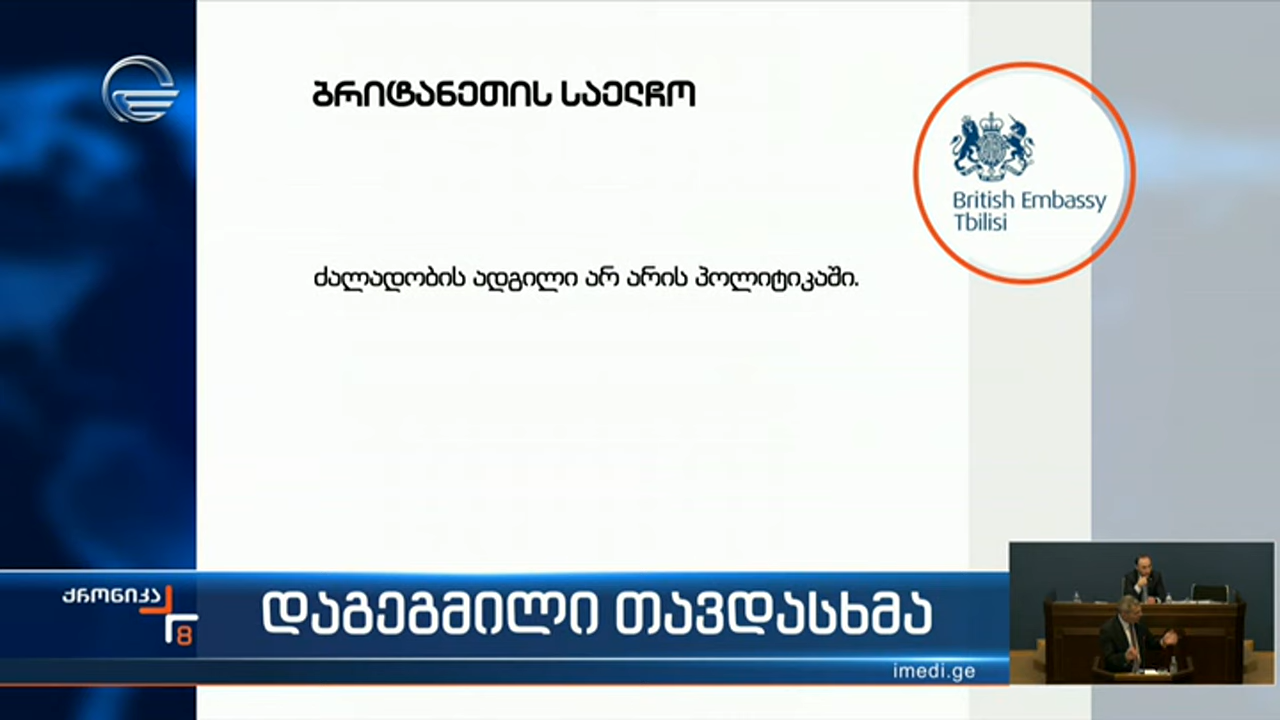 ბრიტანეთის საელჩო
British Embassy
Tbilisi
ძალადობის ადგილი არ არის პოლიტიკაში.
ქრონიკა
8
დაგეგმილი თავდასხმა
imedi.ge